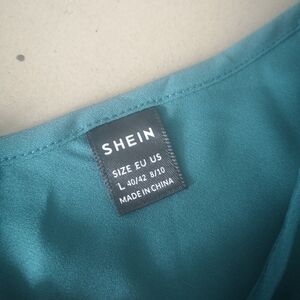 SHEIN
SIZE EU US
L 40/42 8/10
MADE IN CHINA